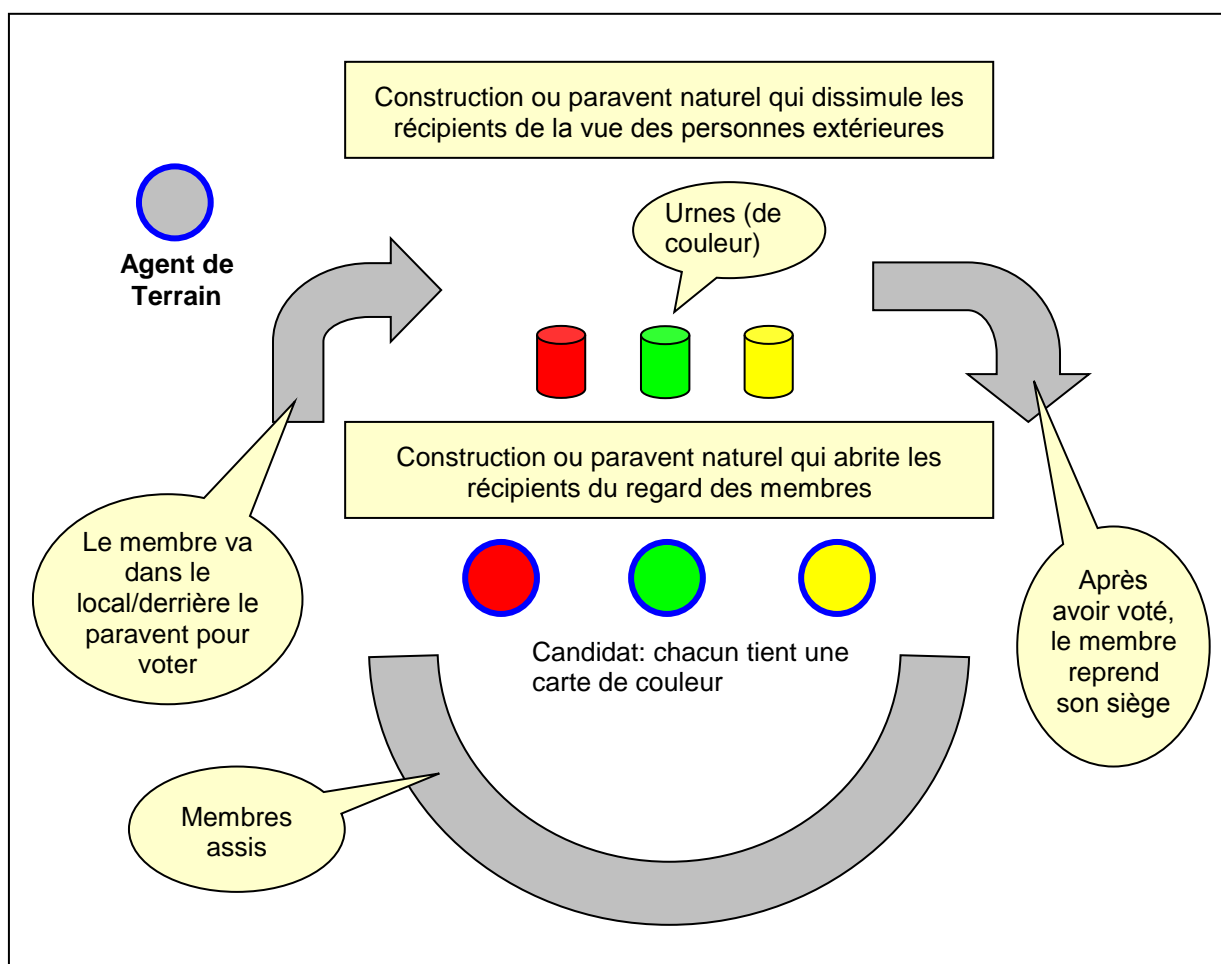 Construction ou paravent naturel qui dissimule les
récipients de la vue des personnes extérieures
Urnes (de
couleur)
Agent de
Terrain
Construction ou paravent naturel qui abrite les
récipients du regard des membres
Le membre va
dans le
local/derrière le
paravent pour
voter
Après
avoir voté,
le membre
reprend
son siège
Candidat: chacun tient une
carte de couleur
Membres
assis